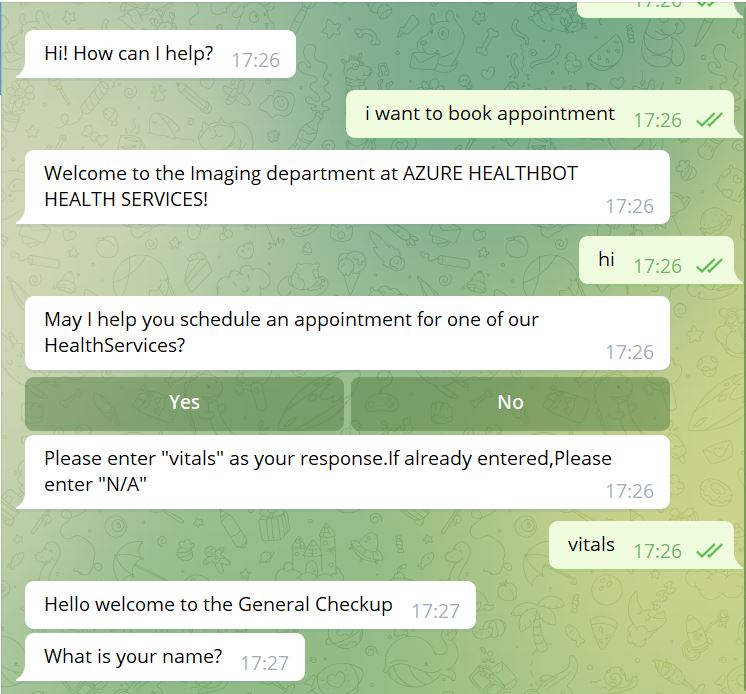 17:26
Hi! How can I help? 17:26
i want to book appointment 17:26
Welcome to the Imaging department at AZURE HEALTHBOT
HEALTH SERVICES! 17:26
hi 17:26
May I help you schedule an appointment for one of our
HealthServices? 17:26
Yes No
Please enter "vitals" as your response.If already entered,Please
enter "N/A" 17:26
vitals 17:26
Hello welcome to the General Checkup 17:27
What is your name? 17:27